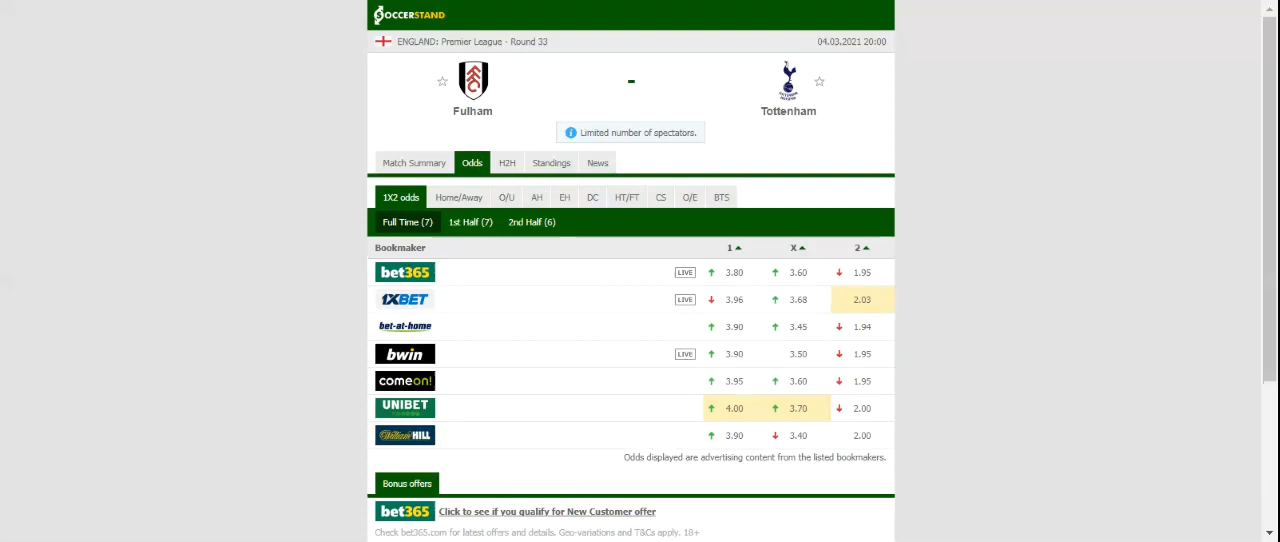 SOCCERSTAND
ENGLAND: Premier League - Round 33 04.03.2021 20:00
-
Fulham Tottenham
Limited number of spectators.
Match Summary Odds H2H Standings News
1X2 odds Home/Away O/U AH EH DC HT/FT CS O/E BTS
Full Time (7) 1st Half (7) 2nd Half (6)
Bookmaker 1 X 2
bet365 LIVE 3.80 3.60 1.95
1XBET LIVE 3.96 3.68 2.03
bet-at-home 3.90 3.45 1.94
bwin LIVE 3.90 3.50 1.95
comeon! 3.95 3.60 1.95
UNIBET 4.00 3.70 2.00
William HILL 3.90 3.40 2.00
Odds displayed are advertising content from the listed bookmakers.
Bonus offers
bet365 Click to see if you qualify for New Customer offer
Check bet365.com for latest offers and details. Geo-variations and T&Cs apply. 18+